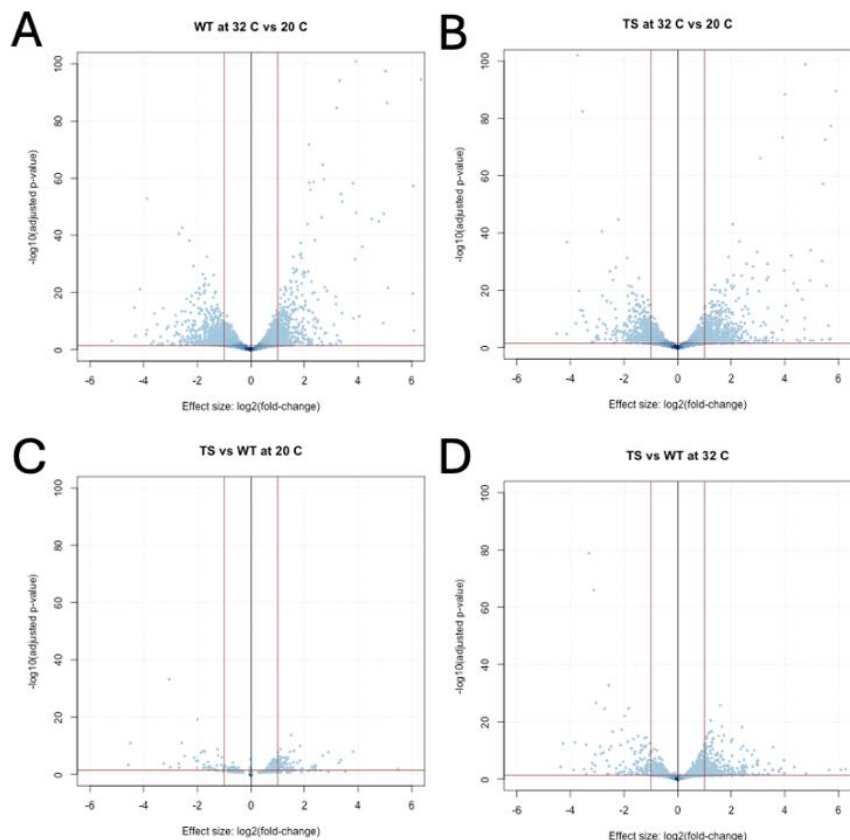 A
WT at 32 C vs 20 C
-log10(adjusted p-value)
100
80
60
40
20
0
-6 -4 -2 0 2 4 6
Effect size: log2(fold-change)
B
TS at 32 C vs 20 C
-log10(adjusted p-value)
100
80
60
40
20
0
-6 -4 -2 0 2 4 6
Effect size: log2(fold-change)
C
TS vs WT at 20 C
-log10(adjusted p-value)
100
80
60
40
20
0
-6 -4 -2 0 2 4 6
Effect size: log2(fold-change)
D
TS vs WT at 32 C
-log10(adjusted p-value)
100
80
60
40
20
0
-6 -4 -2 0 2 4 6
Effect size: log2(fold-change)